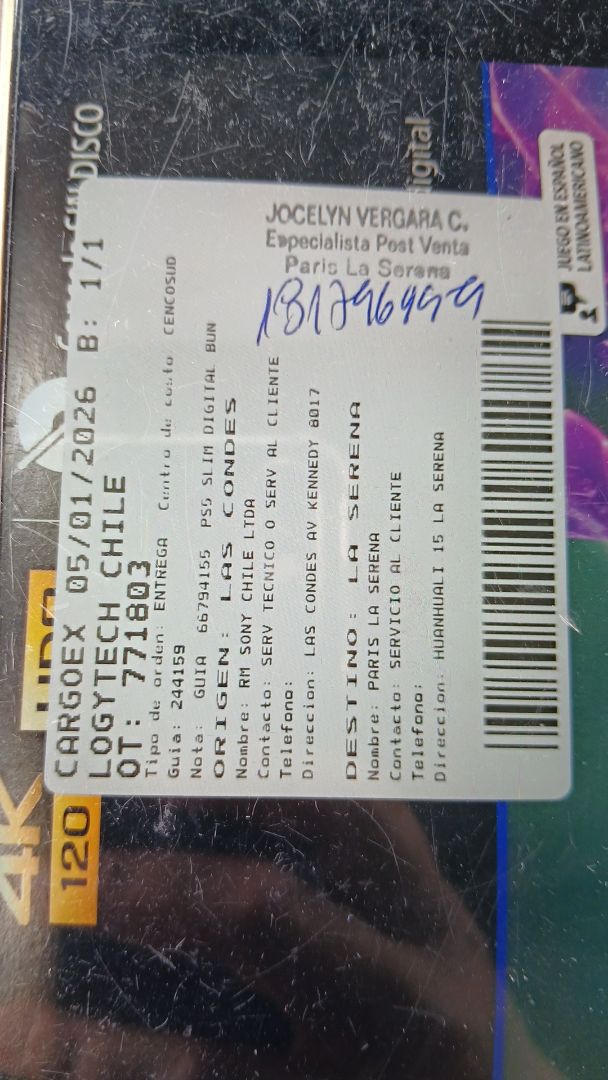 CARGOEX 05/01/2026 B: 1/1
LOGYTECH CHILE
OT: 771803
Tipo de orden: ENTREGA Centro de costo CENCOSUD
Guia: 244159
Nota: GUIA 66794155 PS5 SLIM DIGITAL BUN
ORIGEN: LAS CONDES
Nombre: RM SONY CHILE LTDA
Contacto: SERV TECNICO O SERV AL CLIENTE
Telefono:
Direccion: LAS CONDES AV KENNEDY 8017
DESTINO: LA SERENA
Nombre: PARIS LA SERENA
Contacto: SERVICIO AL CLIENTE
Telefono:
Direccion: HUANHUALI 15 LA SERENA
JOCELYN VERGARA C.
Especialista Post Venta
Paris La Serena
JUEGO EN ESPAÑOL
LATINOAMERICANO
DISCO
igital
4K
120